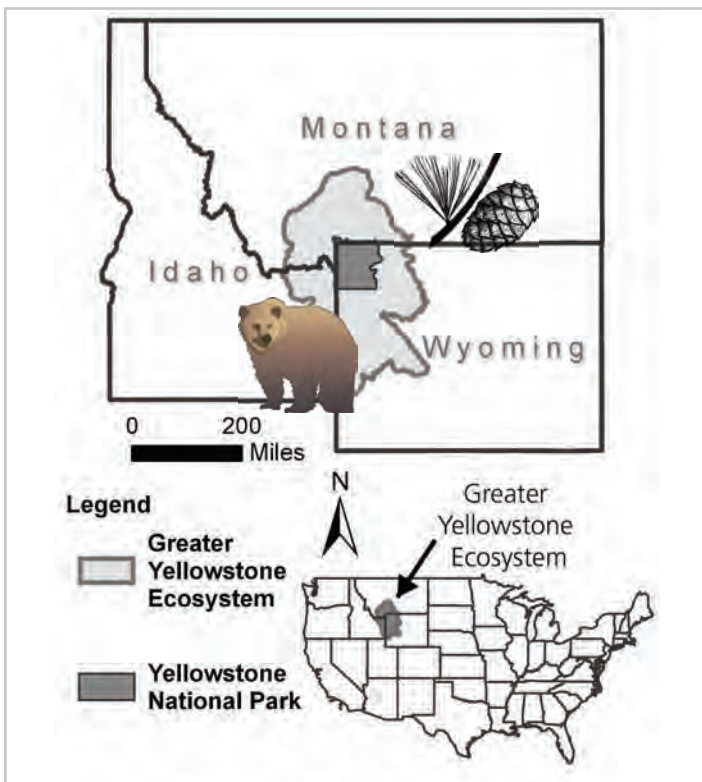 Montana
Idaho
Wyoming
0 200
Miles
N
Legend
Greater
Yellowstone
Ecosystem
Yellowstone
National Park
Greater
Yellowstone
Ecosystem